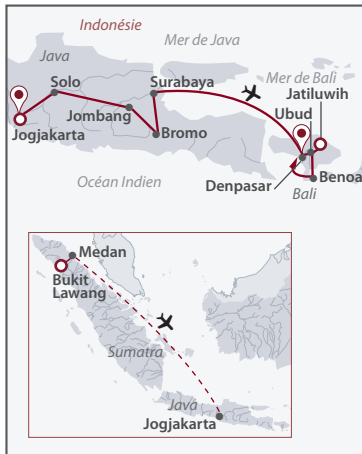 Indonésie
Mer de Java
Java
Solo
Surabaya
Mer de Bali
Jatiluwih
Ubud
Jombang
Jogjakarta
Bromo
Benoa
Denpasar
Océan Indien
Bali
Medan
Bukit
Lawang
Sumatra
Java
Jogjakarta